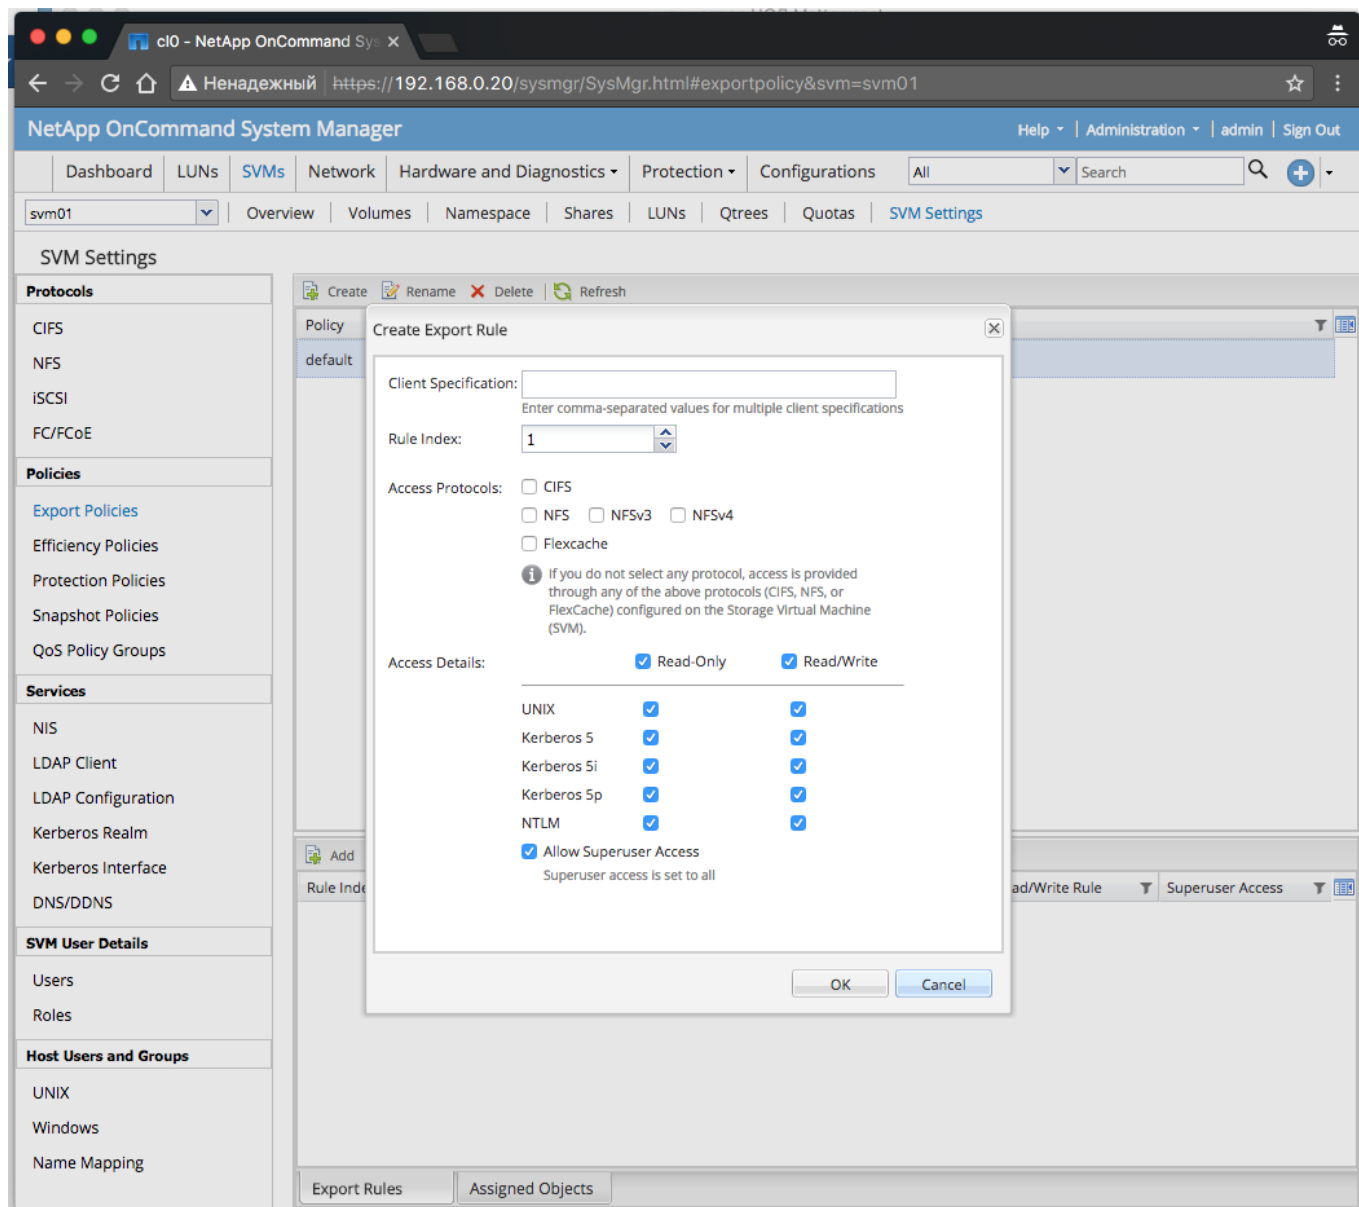 cl0 - NetApp OnCommand Sys
Ненадежный https://192.168.0.20/sysmgr/SysMgr.html#exportpolicy&svm=svm01
NetApp OnCommand System Manager
Help | Administration | admin | Sign Out
Dashboard LUNs SVMs Network Hardware and Diagnostics Protection Configurations All Search
svm01 Overview Volumes Namespace Shares LUNs Qtrees Quotas SVM Settings
SVM Settings
Protocols
CIFS
NFS
iSCSI
FC/FCoE
Policies
Export Policies
Efficiency Policies
Protection Policies
Snapshot Policies
QoS Policy Groups
Services
NIS
LDAP Client
LDAP Configuration
Kerberos Realm
Kerberos Interface
DNS/DDNS
SVM User Details
Users
Roles
Host Users and Groups
UNIX
Windows
Name Mapping
Create Rename Delete Refresh
Policy
default
Create Export Rule
Client Specification:
Enter comma-separated values for multiple client specifications
Rule Index: 1
Access Protocols: CIFS
NFS NFSv3 NFSv4
Flexcache
If you do not select any protocol, access is provided
through any of the above protocols (CIFS, NFS, or
FlexCache) configured on the Storage Virtual Machine
(SVM).
Access Details: Read-Only Read/Write
UNIX
Kerberos 5
Kerberos 5i
Kerberos 5p
NTLM
Allow Superuser Access
Superuser access is set to all
OK Cancel
Add
Rule Inde ad/Write Rule Superuser Access
Export Rules Assigned Objects